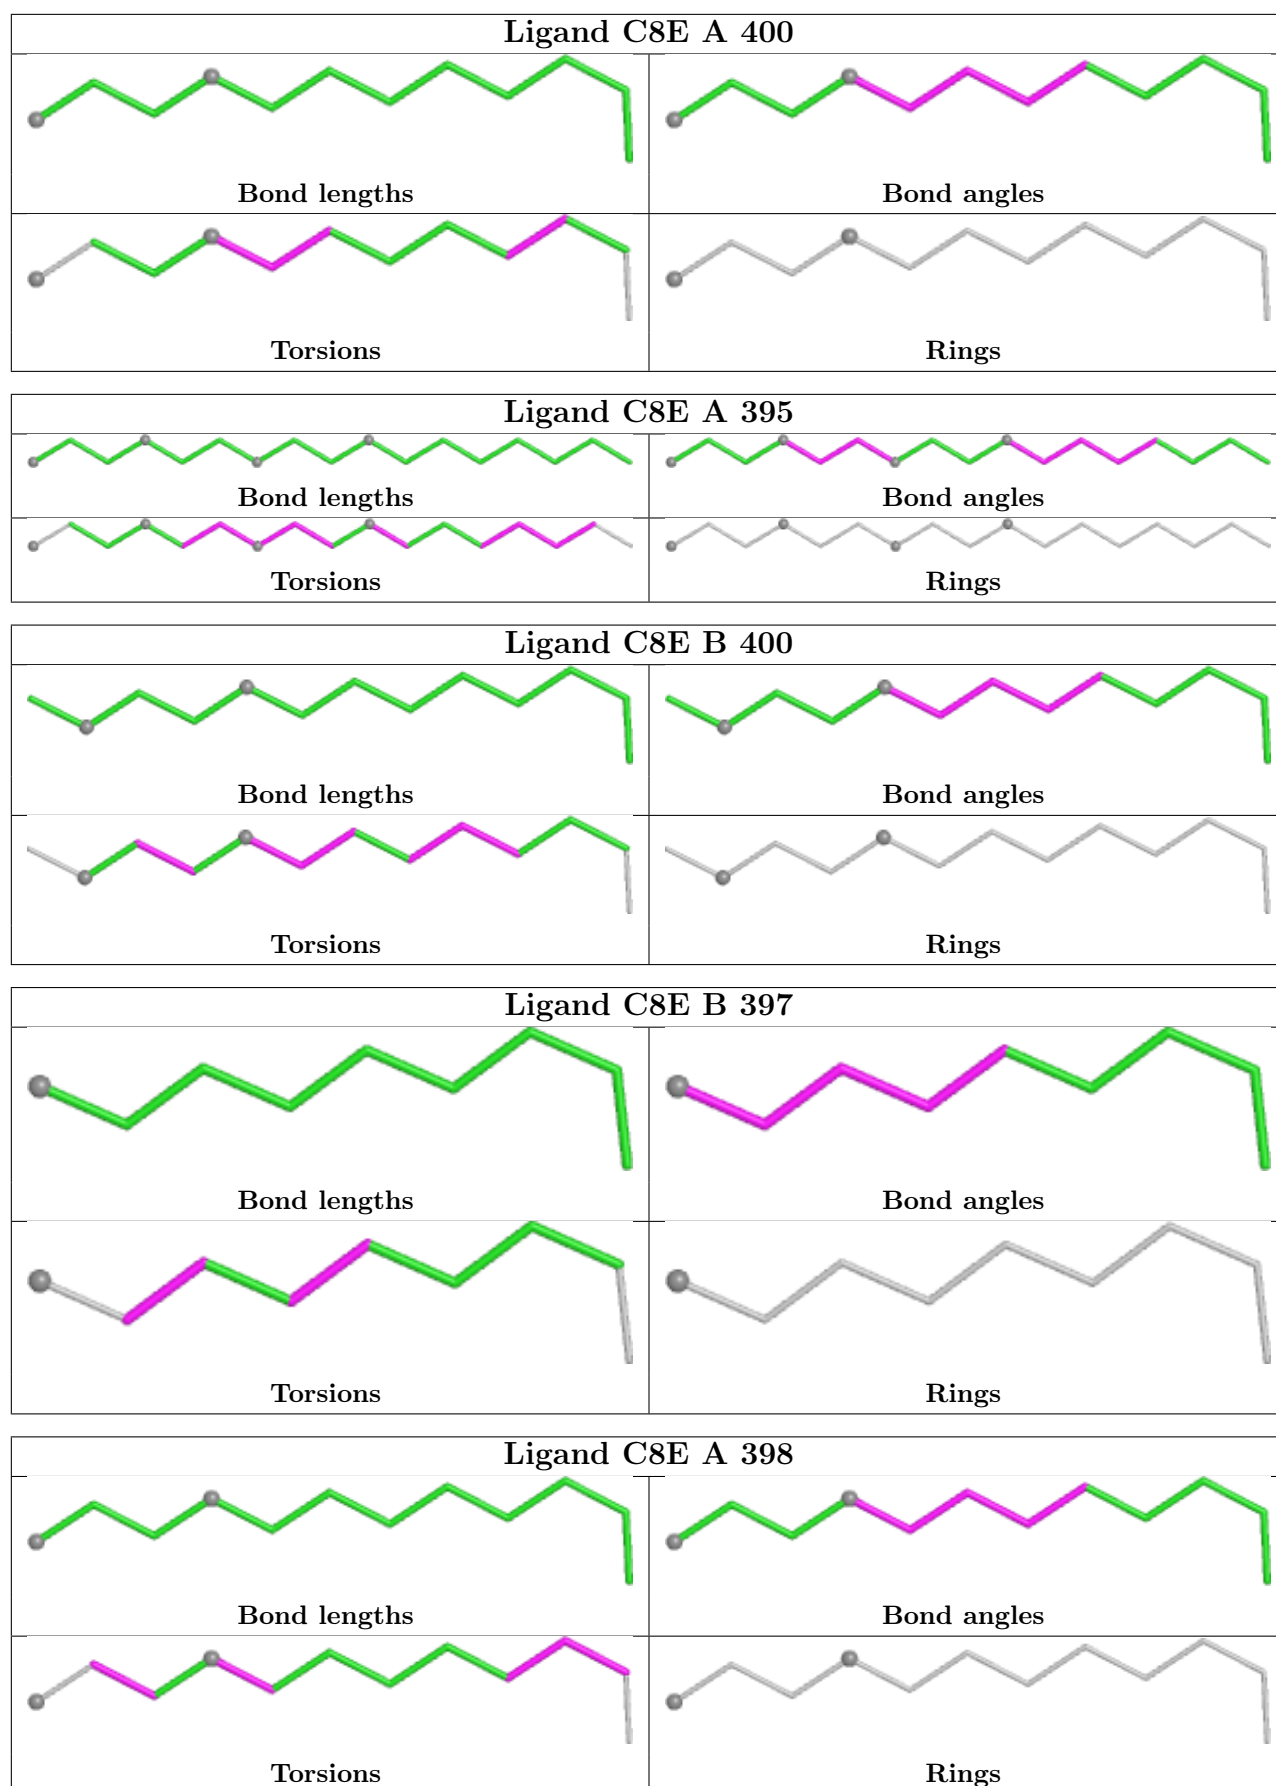 Ligand C8E A 400
Bond lengths
Bond angles
Torsions
Rings
Ligand C8E A 395
Bond lengths
Bond angles
Torsions
Rings
Ligand C8E B 400
Bond lengths
Bond angles
Torsions
Rings
Ligand C8E B 397
Bond lengths
Bond angles
Torsions
Rings
Ligand C8E A 398
Bond lengths
Bond angles
Torsions
Rings